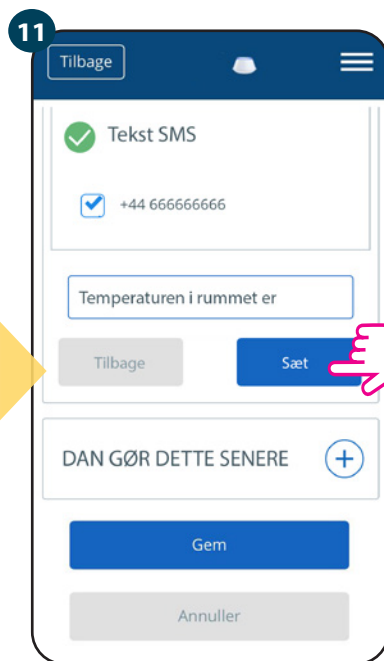 11
Tilbage
Tekst SMS
+44 666666666
Temperaturen i rummet er
Tilbage Sæt
DAN GØR DETTE SENERE
Gem
Annuller